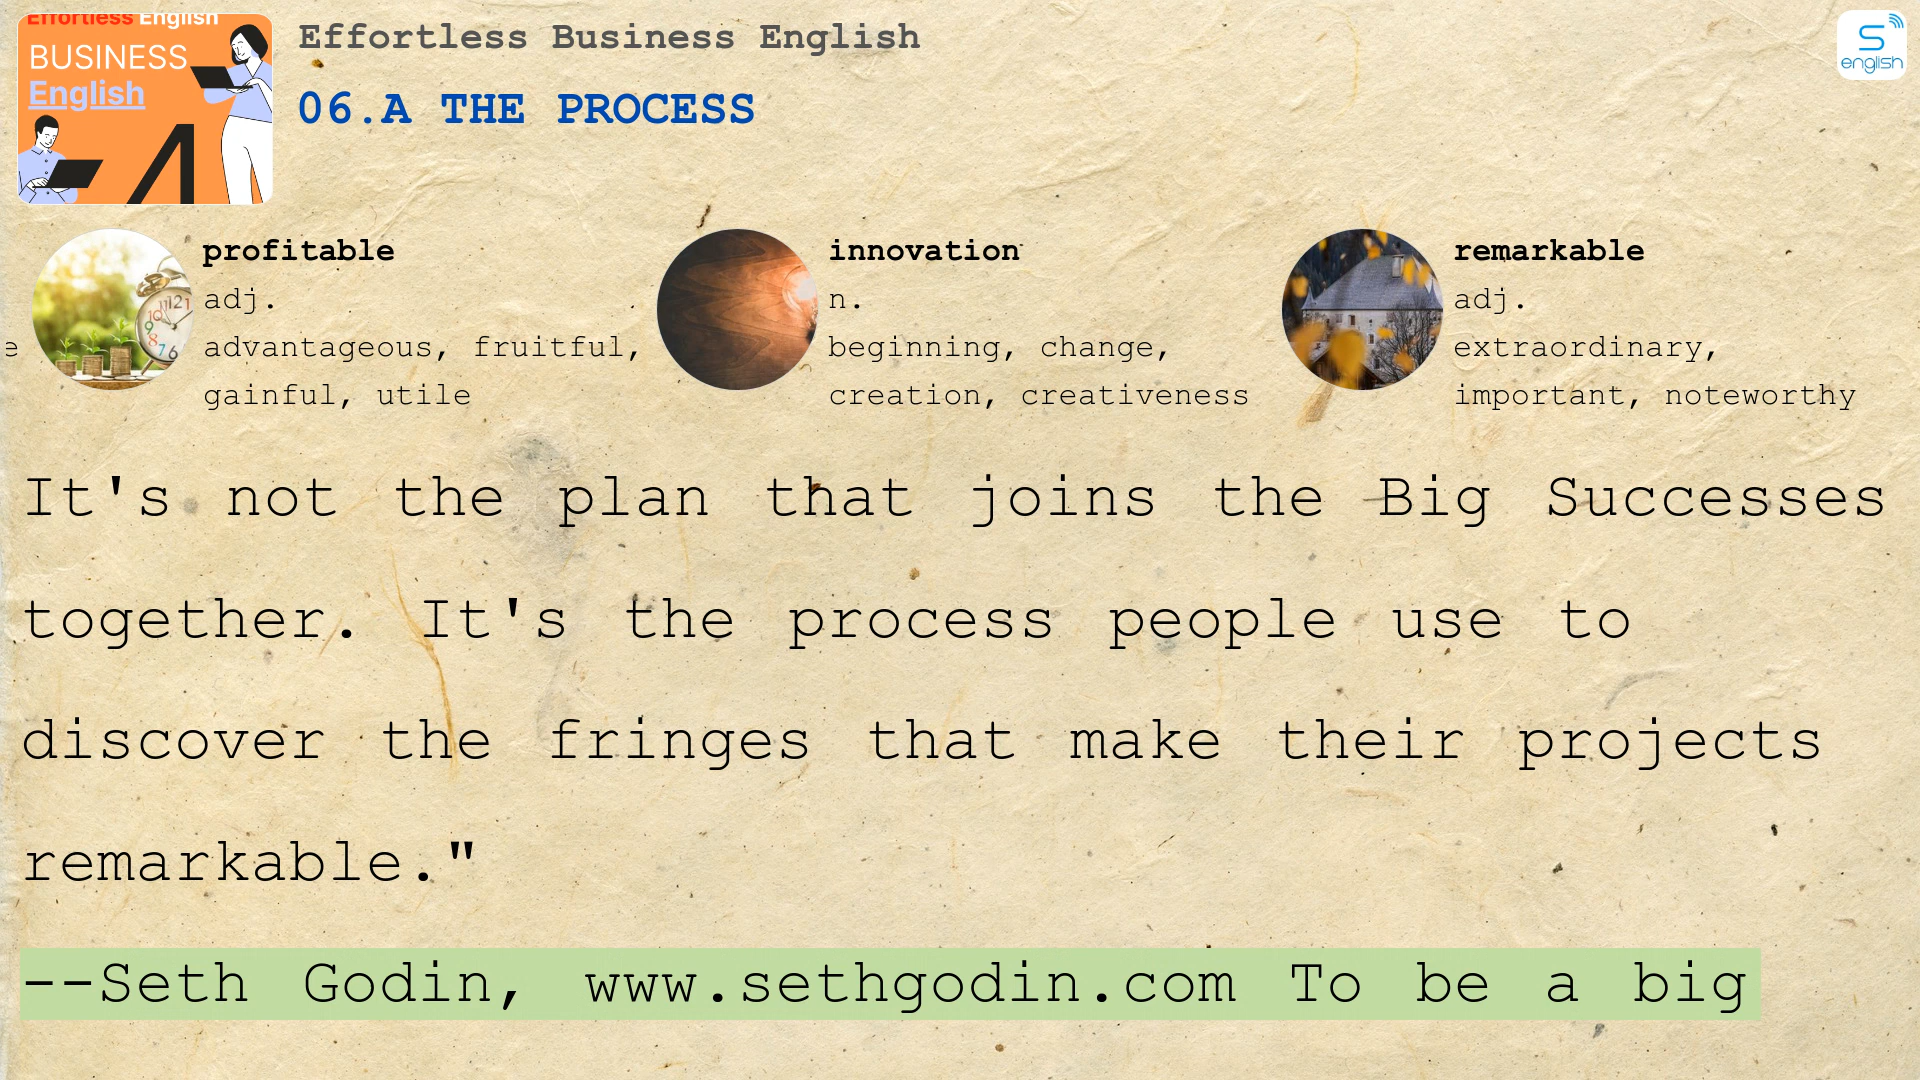 Effortless English
BUSINESS
English
Effortless Business English
06.A THE PROCESS
S
english
profitable
adj.
advantageous, fruitful,
gainful, utile
innovation
n.
beginning, change,
creation, creativeness
remarkable
adj.
extraordinary,
important, noteworthy
It's not the plan that joins the Big Successes
together. It's the process people use to
discover the fringes that make their projects
remarkable."
--Seth Godin, www.sethgodin.com To be a big